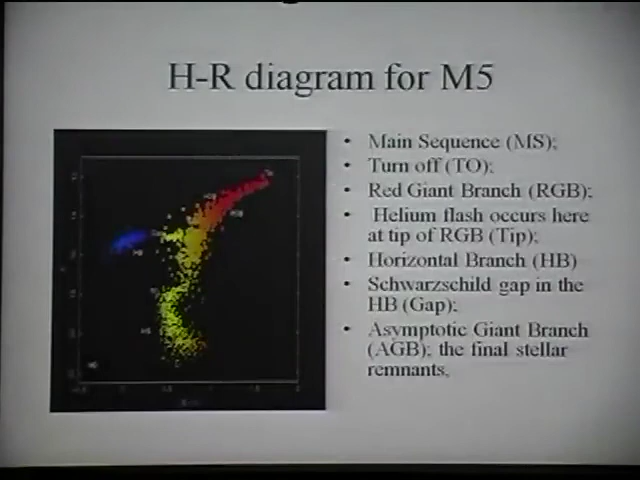 H-R diagram for M5
• Main Sequence (MS);
• Turn off (TO);
• Red Giant Branch (RGB);
• Helium flash occurs here
at tip of RGB (Tip);
• Horizontal Branch (HB)
• Schwarzschild gap in the
HB (Gap);
• Asymptotic Giant Branch
(AGB); the final stellar
remnants.